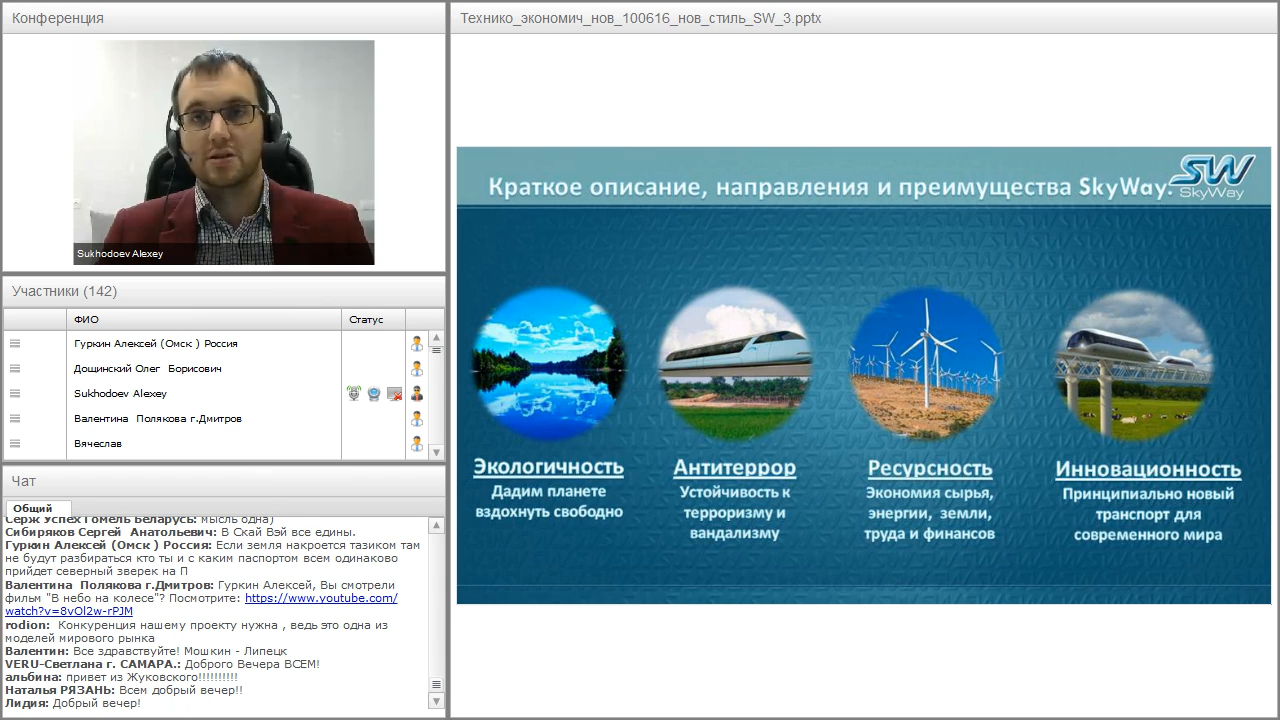 Конференция
Sukhodoev Alexey
Участники (142)
ФИО
Статус
Гуркин Алексей (Омск ) Россия
Дощинский Олег Борисович
Sukhodoev Alexey
Валентина Полякова г.Дмитров
Вячеслав
Чат
Общий
Серж Успех Гомель Беларусь: мысль одна)
Сибиряков Сергей Анатольевич: В Скай Вэй все едины.
Гуркин Алексей (Омск ) Россия: Если земля накроется тазиком там
не будут разбираться кто ты и с каким паспортом всем одинаково
прийдет северный зверек на П
Валентина Полякова г.Дмитров: Гуркин Алексей, Вы смотрели
фильм "В небо на колесе"? Посмотрите: https://www.youtube.com/
watch?v=8vOl2w-rPJM
rodion: Конкуренция нашему проекту нужна , ведь это одна из
моделей мирового рынка
Валентин: Все здравствуйте! Мошкин - Липецк
VERU-Светлана г. САМАРА.: Доброго Вечера ВСЕМ!
альбина: привет из Жуковского!!!!!!!!!!
Наталья РЯЗАНЬ: Всем добрый вечер!!
Лидия: Добрый вечер!
Технико_экономич_нов_100616_нов_стиль_SW_3.pptx
Краткое описание, направления и преимущества SkyWay.
SW
SkyWay
Экологичность
Дадим планете
вздохнуть свободно
Антитеррор
Устойчивость к
терроризму и
вандализму
Ресурсность
Экономия сырья,
энергии, земли,
труда и финансов
Инновационность
Принципиально новый
транспорт для
современного мира